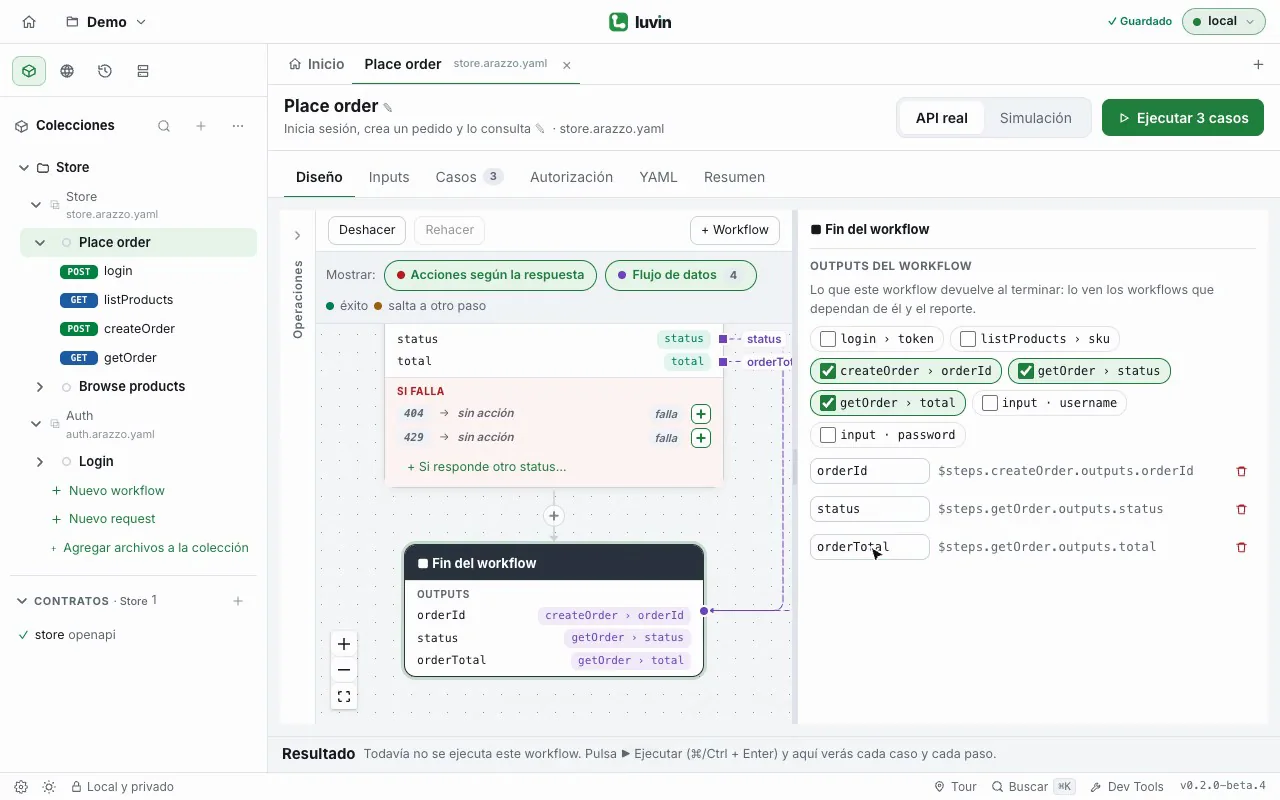 Demo
luvin
Guardado
local
Inicio
Place order store.arazzo.yaml
Colecciones
Place order
Inicia sesión, crea un pedido y lo consulta · store.arazzo.yaml
API real
Simulación
Ejecutar 3 casos
Store
Store
store.arazzo.yaml
Place order
POST login
GET listProducts
POST createOrder
GET getOrder
Browse products
Auth
auth.arazzo.yaml
Login
+ Nuevo workflow
+ Nuevo request
+ Agregar archivos a la colección
CONTRATOS · Store 1
store openapi
Diseño
Inputs
Casos 3
Autorización
YAML
Resumen
Operaciones
Deshacer
Rehacer
+ Workflow
Mostrar:
Acciones según la respuesta
Flujo de datos 4
éxito
salta a otro paso
status status status
total total orderTot
SI FALLA
404 → sin acción falla +
429 → sin acción falla +
+ Si responde otro status...
Fin del workflow
OUTPUTS
orderId createOrder › orderId
status getOrder › status
orderTotal getOrder › total
Fin del workflow
OUTPUTS DEL WORKFLOW
Lo que este workflow devuelve al terminar: lo ven los workflows que
dependan de él y el reporte.
login › token
listProducts › sku
createOrder › orderId
getOrder › status
getOrder › total
input · username
input · password
orderId $steps.createOrder.outputs.orderId
status $steps.getOrder.outputs.status
orderTotal $steps.getOrder.outputs.total
Resultado Todavía no se ejecuta este workflow. Pulsa ▶ Ejecutar (⌘/Ctrl + Enter) y aquí verás cada caso y cada paso.
Local y privado
Tour
Buscar ⌘K
Dev Tools
v0.2.0-beta.4